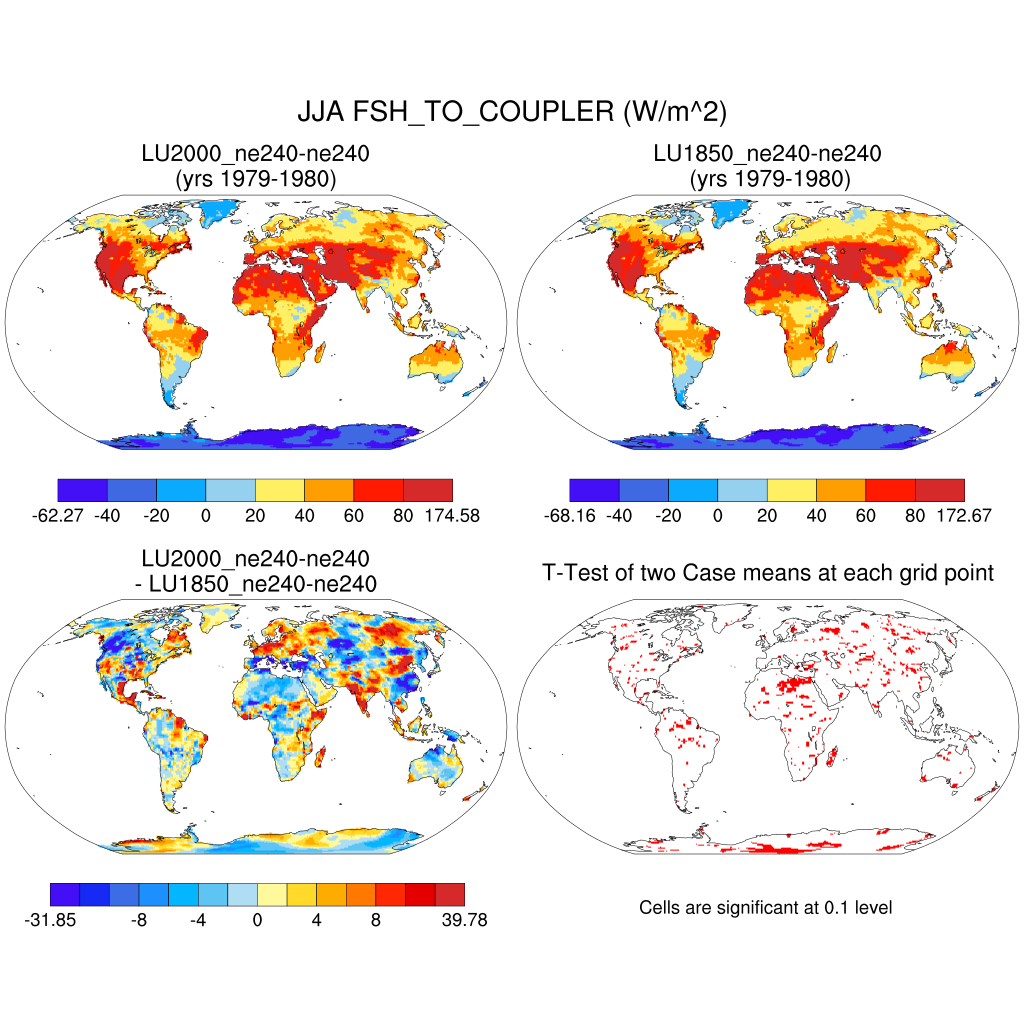 JJA FSH_TO_COUPLER (W/m^2)
LU2000_ne240-ne240
(yrs 1979-1980)
LU1850_ne240-ne240
(yrs 1979-1980)
-62.27 -40 -20 0 20 40 60 80 174.58
-68.16 -40 -20 0 20 40 60 80 172.67
LU2000_ne240-ne240
- LU1850_ne240-ne240
T-Test of two Case means at each grid point
-31.85 -8 -4 0 4 8 39.78
Cells are significant at 0.1 level